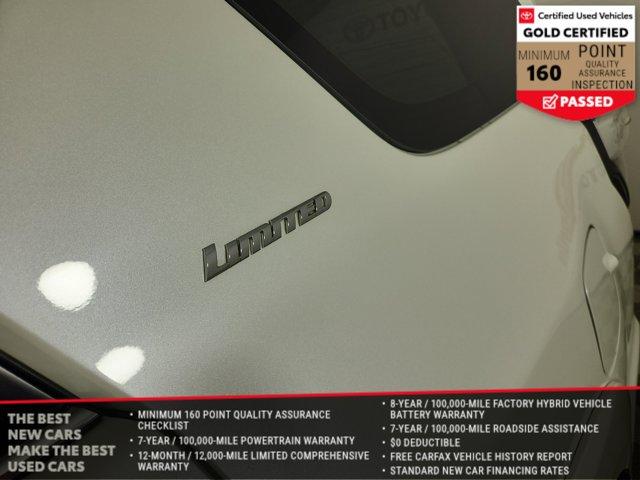 Certified Used Vehicles
GOLD CERTIFIED
MINIMUM
160
POINT
QUALITY
ASSURANCE
INSPECTION
PASSED
TOYOT
LIMITED
THE BEST
NEW CARS
MAKE THE BEST
USED CARS
• MINIMUM 160 POINT QUALITY ASSURANCE
CHECKLIST
• 7-YEAR / 100,000-MILE POWERTRAIN WARRANTY
• 12-MONTH / 12,000-MILE LIMITED COMPREHENSIVE
WARRANTY
• 8-YEAR / 100,000-MILE FACTORY HYBRID VEHICLE
BATTERY WARRANTY
• 7-YEAR / 100,000-MILE ROADSIDE ASSISTANCE
• $0 DEDUCTIBLE
• FREE CARFAX VEHICLE HISTORY REPORT
• STANDARD NEW CAR FINANCING RATES